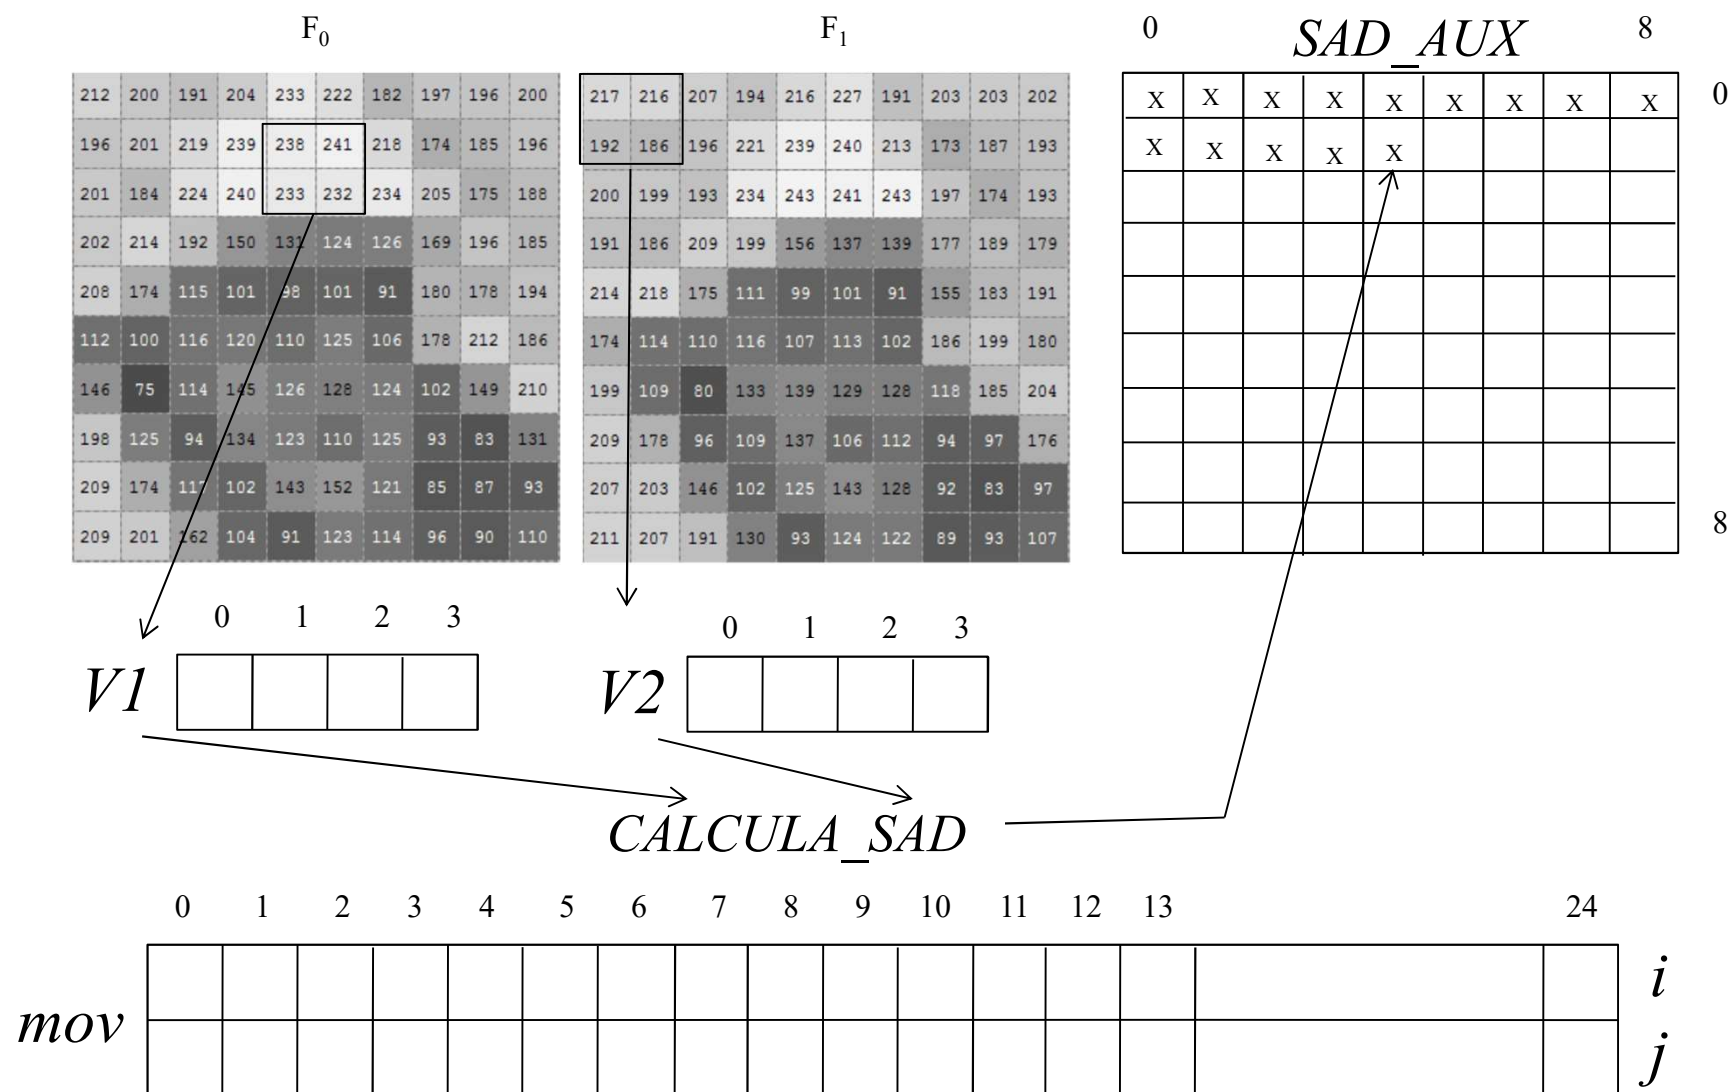 F0 F1 0 SAD_AUX 8
212 200 191 204 233 222 182 197 196 200
196 201 219 239 238 241 218 174 185 196
201 184 224 240 233 232 234 205 175 188
202 214 192 150 131 124 126 169 196 185
208 174 115 101 98 101 91 180 178 194
112 100 116 120 110 125 106 178 212 186
146 75 114 145 126 128 124 102 149 210
198 125 94 134 123 110 125 93 83 131
209 174 117 102 143 152 121 85 87 93
209 201 162 104 91 123 114 96 90 110
217 216 207 194 216 227 191 203 203 202
192 186 196 221 239 240 213 173 187 193
200 199 193 234 243 241 243 197 174 193
191 186 209 199 156 137 139 177 189 179
214 218 175 111 99 101 91 155 183 191
174 114 110 116 107 113 102 186 199 180
199 109 80 133 139 129 128 118 185 204
209 178 96 109 137 106 112 94 97 176
207 203 146 102 125 143 128 92 83 97
211 207 191 130 93 124 122 89 93 107
X X X X X X X X X 0
X X X X X
8
0 1 2 3
V1
0 1 2 3
V2
CALCULA_SAD
0 1 2 3 4 5 6 7 8 9 10 11 12 13 24
i
mov
j